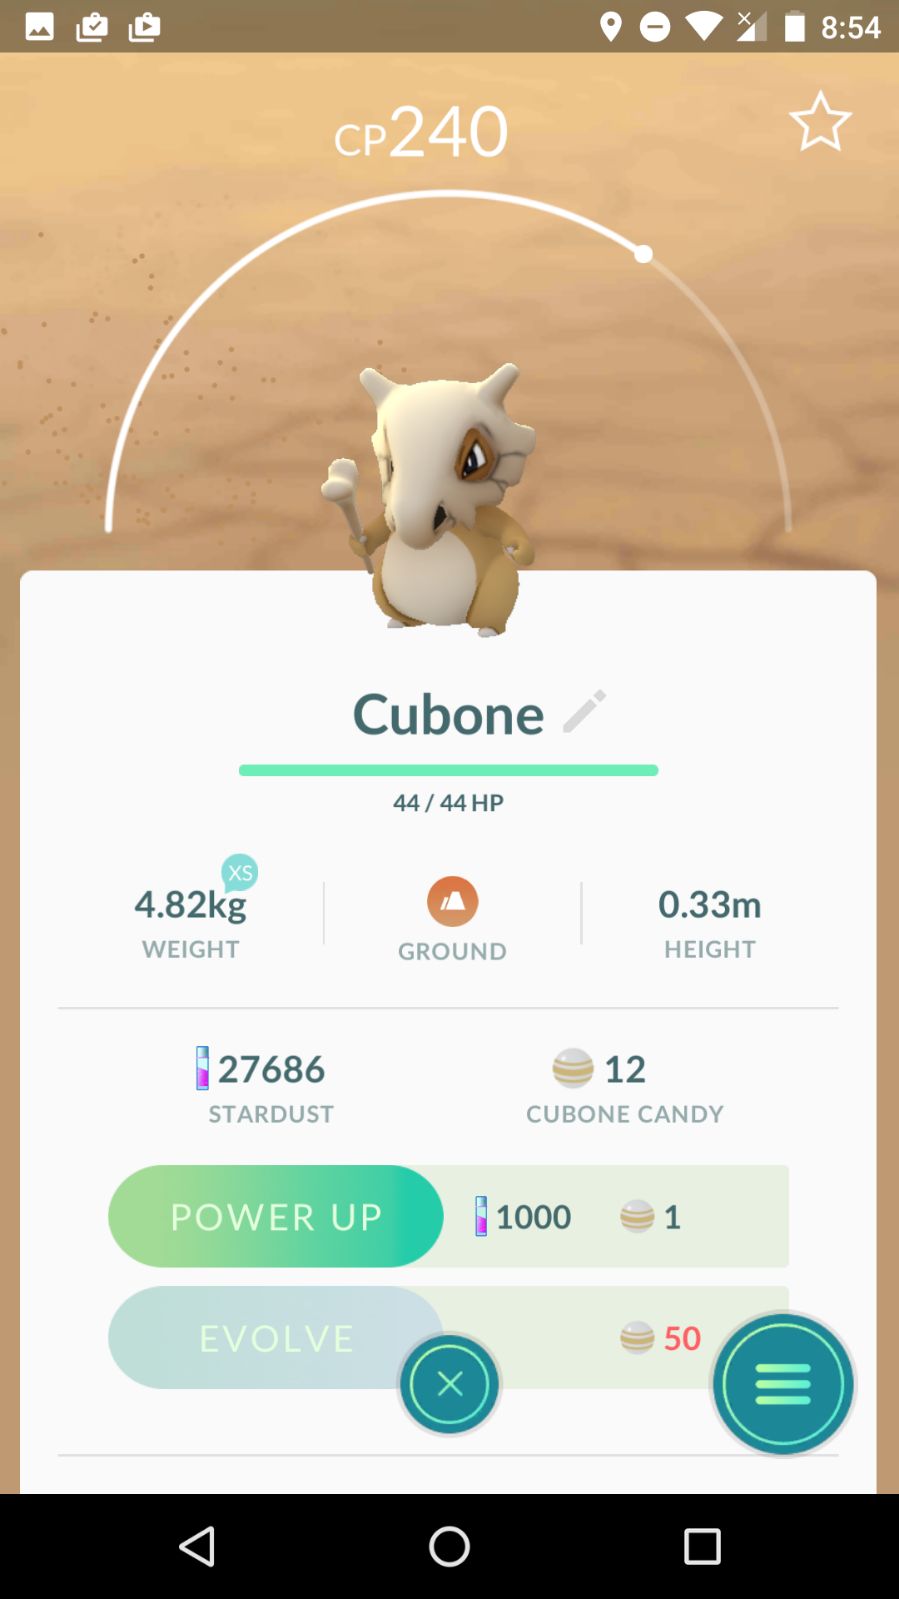 8:54
CP240
Cubone
44 / 44 HP
XS
4.82kg
WEIGHT
GROUND
0.33m
HEIGHT
27686
STARDUST
12
CUBONE CANDY
POWER UP 1000 1
EVOLVE 50